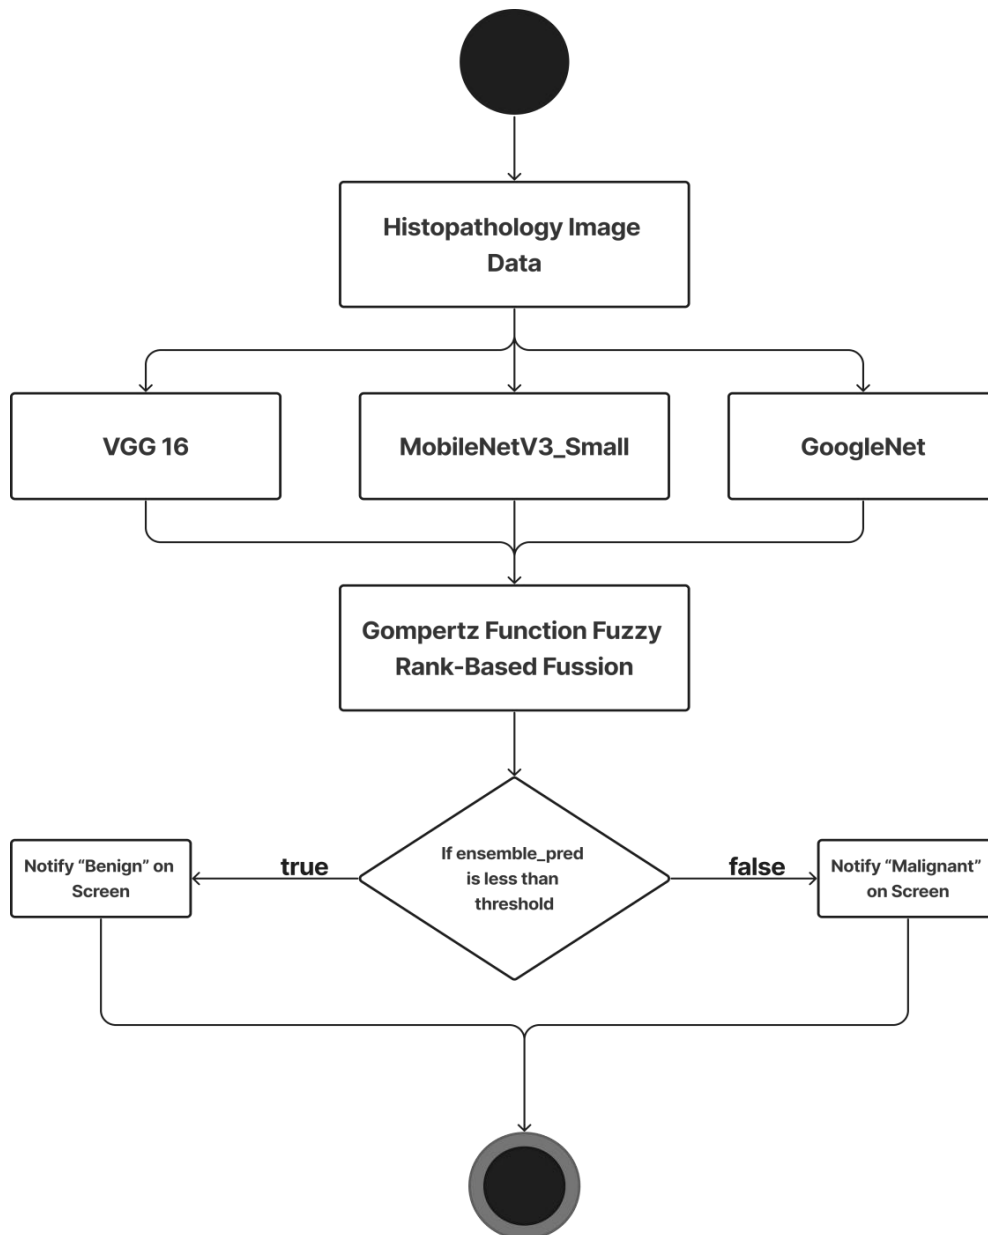 Histopathology Image
Data
VGG 16
MobileNetV3_Small
GoogleNet
Gompertz Function Fuzzy
Rank-Based Fussion
If ensemble_pred
is less than
threshold
true
false
Notify “Benign” on
Screen
Notify “Malignant”
on Screen